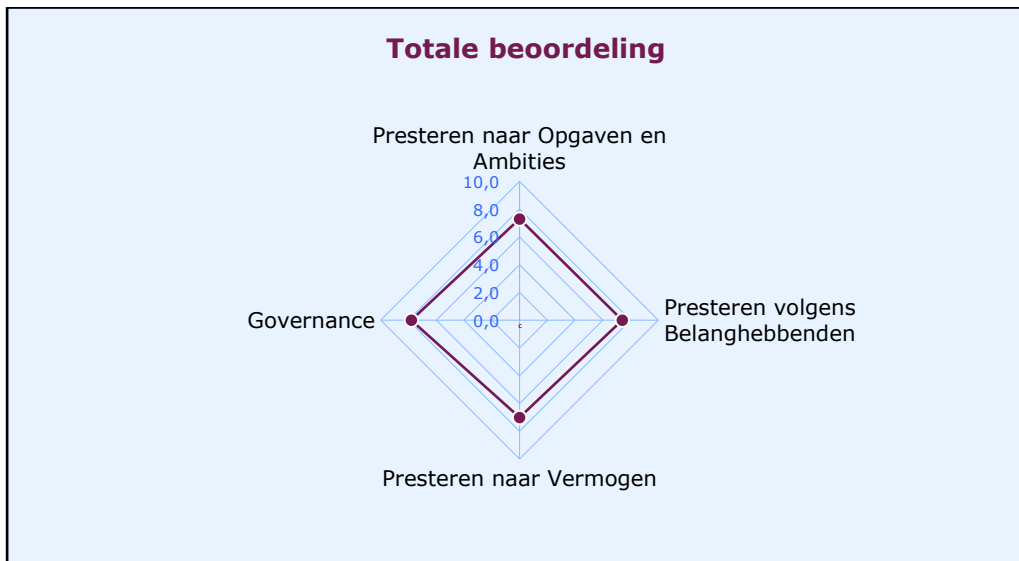 Totale beoordeling
Presteren naar Opgaven en
Ambities
10,0
8,0
6,0
4,0
2,0
0,0
c
Governance
Presteren volgens
Belanghebbenden
Presteren naar Vermogen